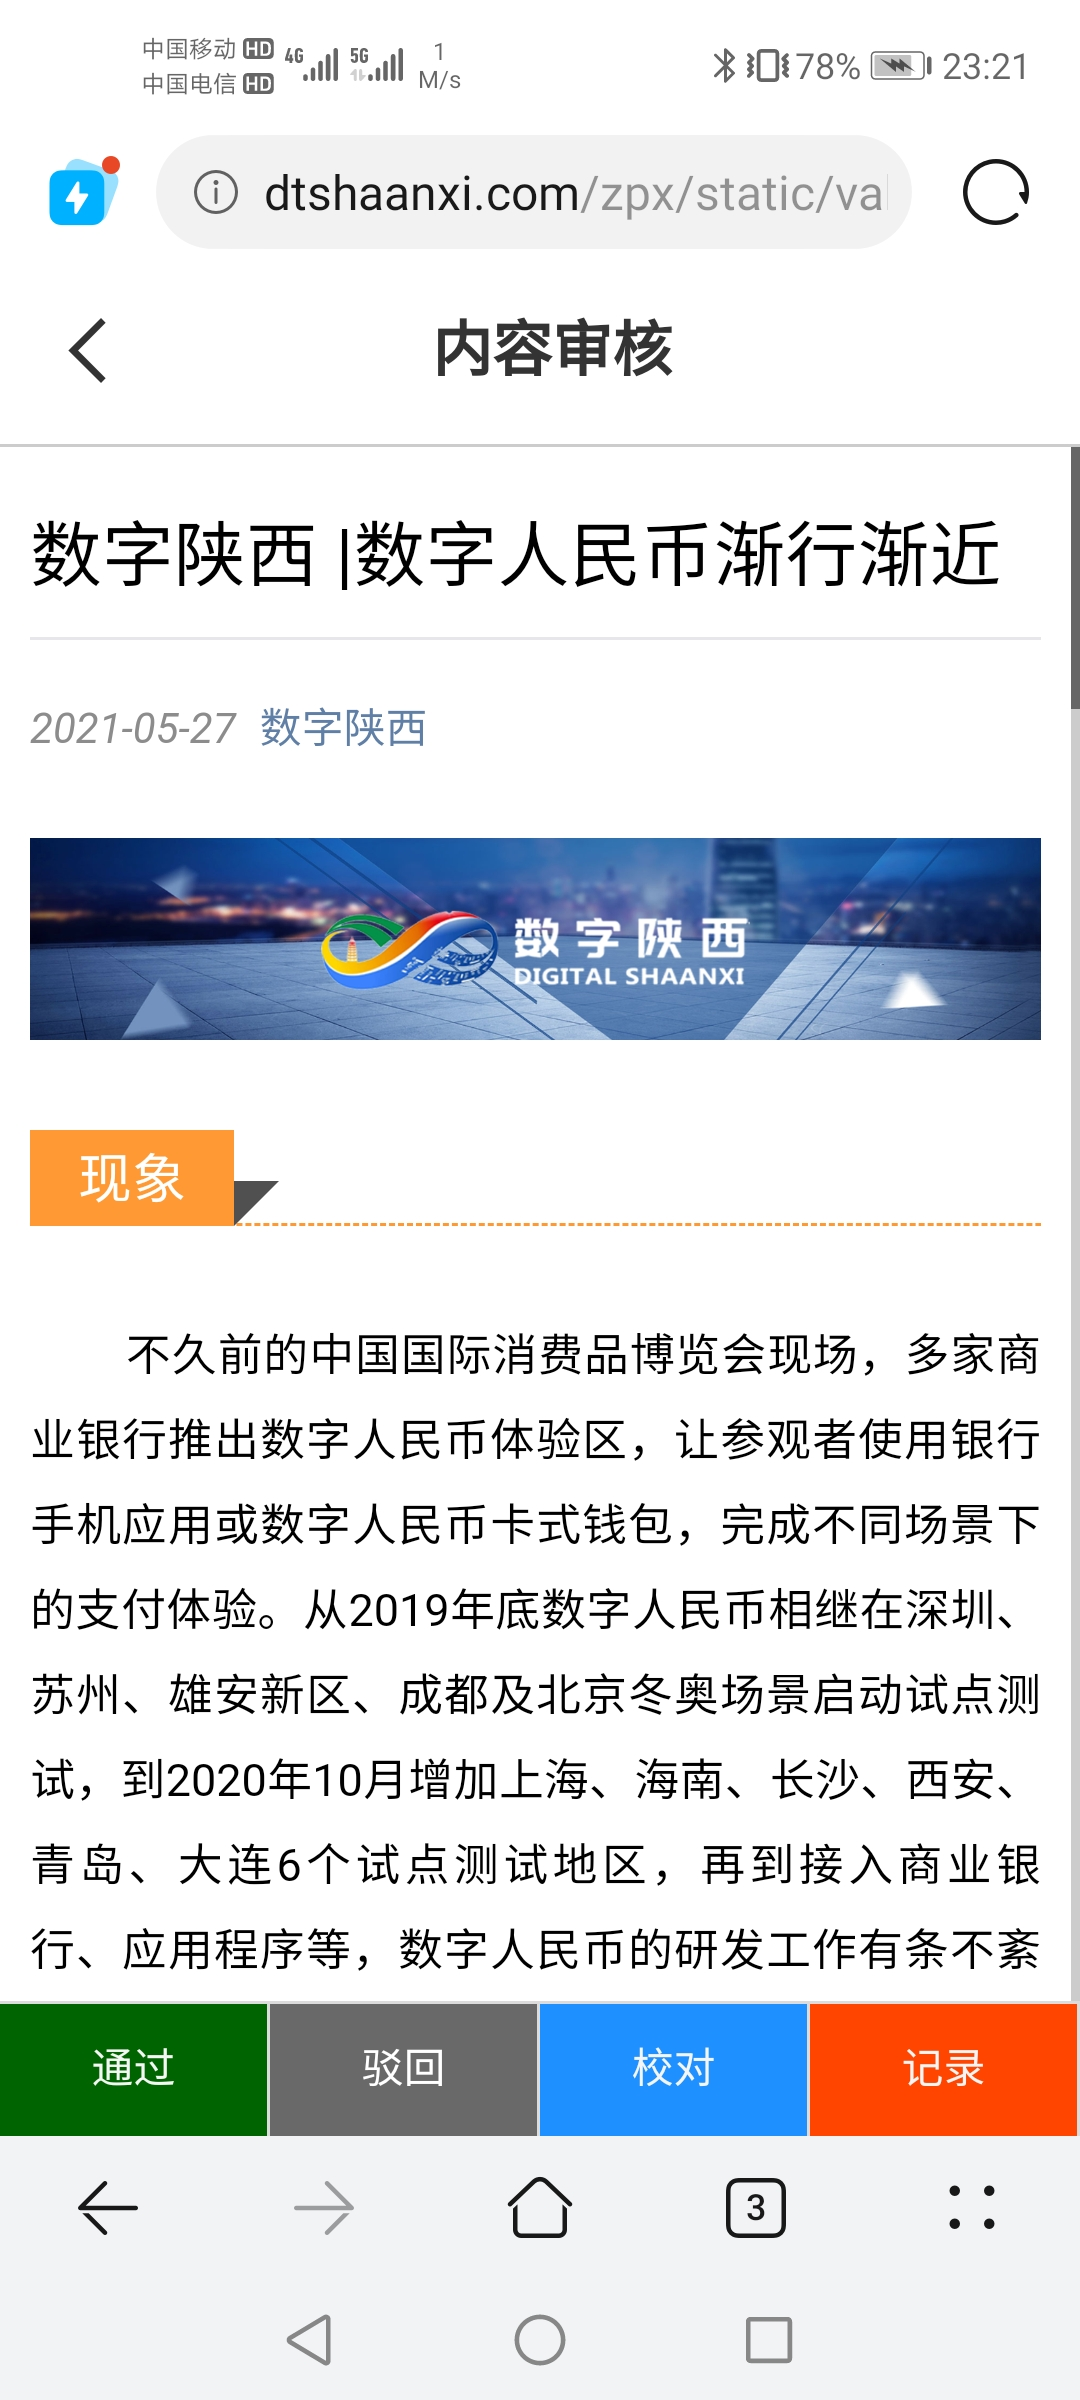 中国移动 HD 4G 5G 1 M/s 78% 23:21
中国电信 HD
dtshaanxi.com/zpx/static/va
内容审核
数字陕西 |数字人民币渐行渐近
2021-05-27 数字陕西
数字陕西
DIGITAL SHAANXI
现象
不久前的中国国际消费品博览会现场，多家商
业银行推出数字人民币体验区，让参观者使用银行
手机应用或数字人民币卡式钱包，完成不同场景下
的支付体验。从2019年底数字人民币相继在深圳、
苏州、雄安新区、成都及北京冬奥场景启动试点测
试，到2020年10月增加上海、海南、长沙、西安、
青岛、大连6个试点测试地区，再到接入商业银
行、应用程序等，数字人民币的研发工作有条不紊
通过 驳回 校对 记录
3